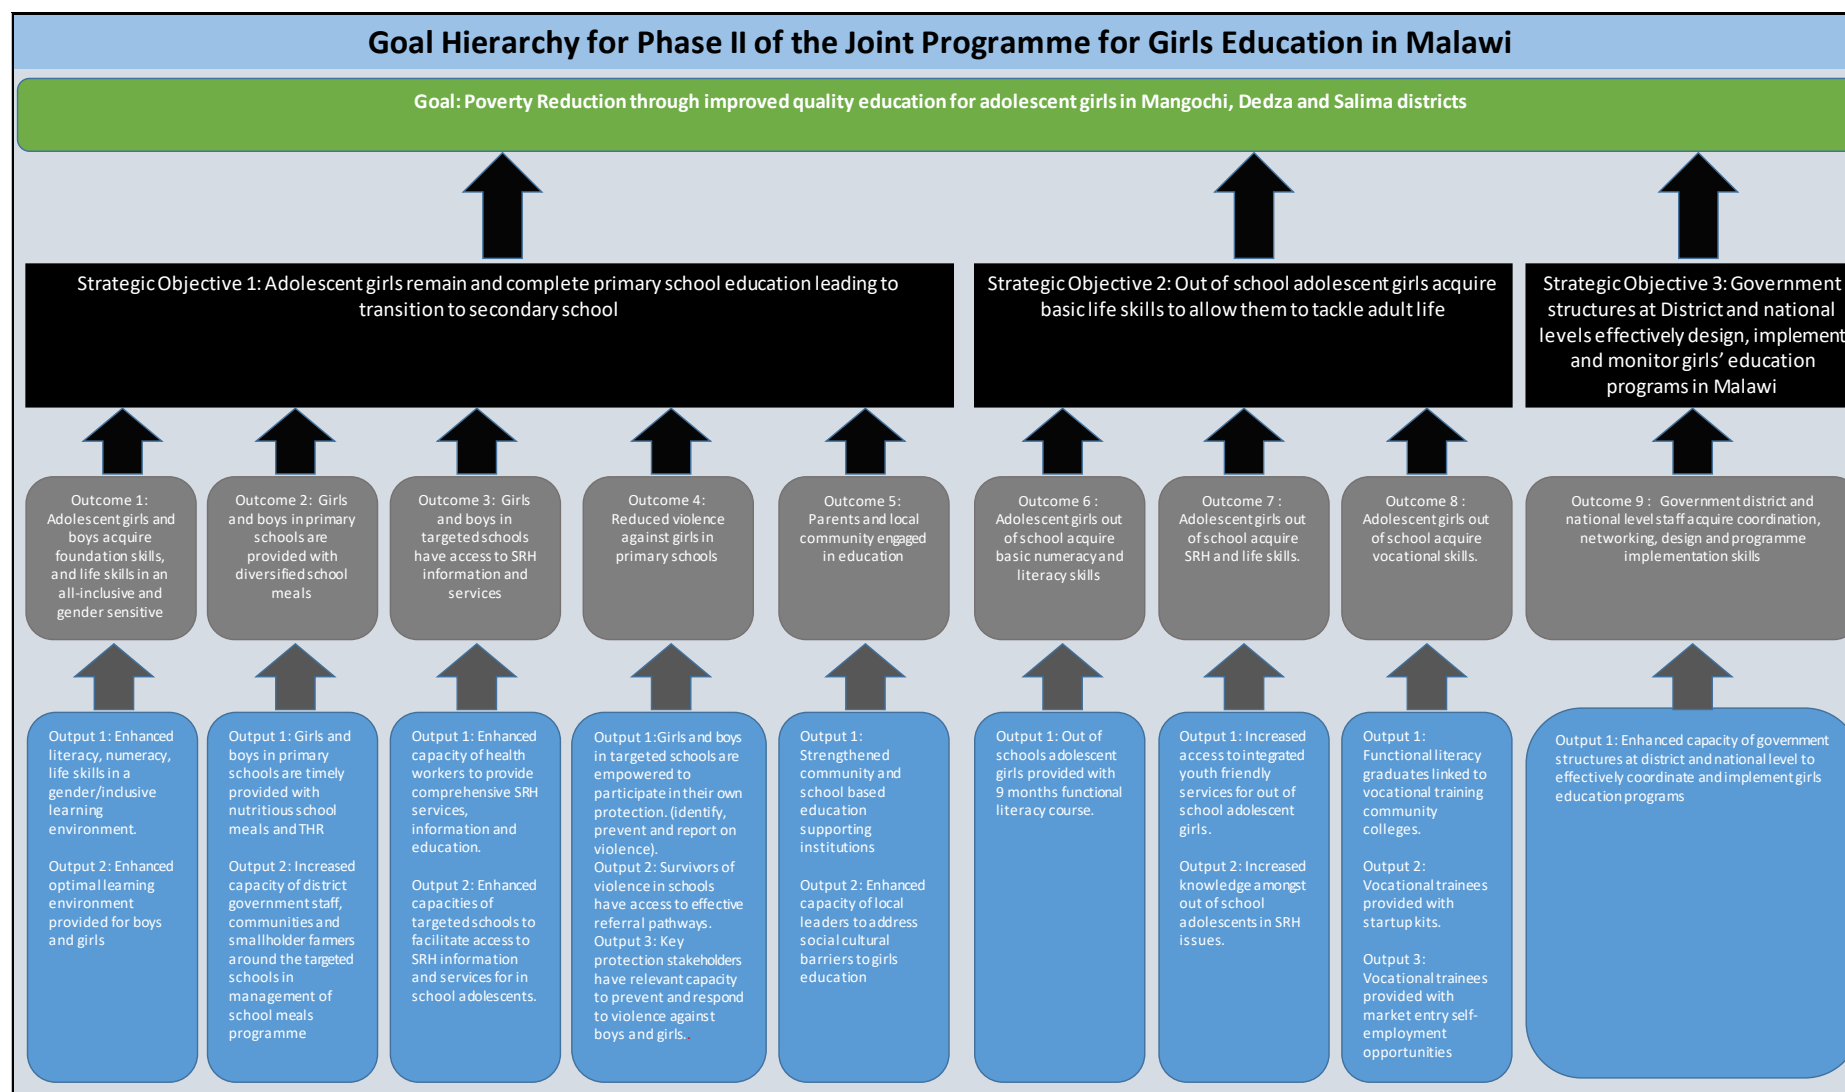 Goal Hierarchy for Phase II of the Joint Programme for Girls Education in Malawi
Goal: Poverty Reduction through improved quality education for adolescent girls in Mangochi, Dedza and Salima districts
Strategic Objective 1: Adolescent girls remain and complete primary school education leading to
transition to secondary school
Strategic Objective 2: Out of school adolescent girls acquire
basic life skills to allow them to tackle adult life
Strategic Objective 3: Government
structures at District and national
levels effectively design, implement
and monitor girls’ education
programs in Malawi
Outcome 1:
Adolescent girls and
boys acquire
foundation skills,
and life skills in an
all-inclusive and
gender sensitive
Outcome 2: Girls
and boys in primary
schools are
provided with
diversified school
meals
Outcome 3: Girls
and boys in
targeted schools
have access to SRH
information and
services
Outcome 4:
Reduced violence
against girls in
primary schools
Outcome 5:
Parents and local
community engaged
in education
Outcome 6 :
Adolescent girls out
of school acquire
basic numeracy and
literacy skills
Outcome 7 :
Adolescent girls out
of school acquire
SRH and life skills.
Outcome 8 :
Adolescent girls out
of school acquire
vocational skills.
Outcome 9 : Government district and
national level staff acquire coordination,
networking, design and programme
implementation skills
Output 1: Enhanced
literacy, numeracy,
life skills in a
gender/inclusive
learning
environment.
Output 2: Enhanced
optimal learning
environment
provided for boys
and girls
Output 1: Girls and
boys in primary
schools are timely
provided with
nutritious school
meals and THR
Output 2: Increased
capacity of district
government staff,
communities and
smallholder farmers
around the targeted
schools in
management of
school meals
programme
Output 1: Enhanced
capacity of health
workers to provide
comprehensive SRH
services,
information and
education.
Output 2: Enhanced
capacities of
targeted schools to
facilitate access to
SRH information
and services for in
school adolescents.
Output 1:Girls and boys
in targeted schools are
empowered to
participate in their own
protection. (identify,
prevent and report on
violence).
Output 2: Survivors of
violence in schools
have access to effective
referral pathways.
Output 3: Key
protection stakeholders
have relevant capacity
to prevent and respond
to violence against
boys and girls..
Output 1:
Strengthened
community and
school based
education
supporting
institutions
Output 2: Enhanced
capacity of local
leaders to address
social cultural
barriers to girls
education
Output 1: Out of
schools adolescent
girls provided with
9 months functional
literacy course.
Output 1: Increased
access to integrated
youth friendly
services for out of
school adolescent
girls.
Output 2: Increased
knowledge amongst
out of school
adolescents in SRH
issues.
Output 1:
Functional literacy
graduates linked to
vocational training
community
colleges.
Output 2:
Vocational trainees
provided with
startup kits.
Output 3:
Vocational trainees
provided with
market entry self-
employment
opportunities
Output 1: Enhanced capacity of government
structures at district and national level to
effectively coordinate and implement girls
education programs